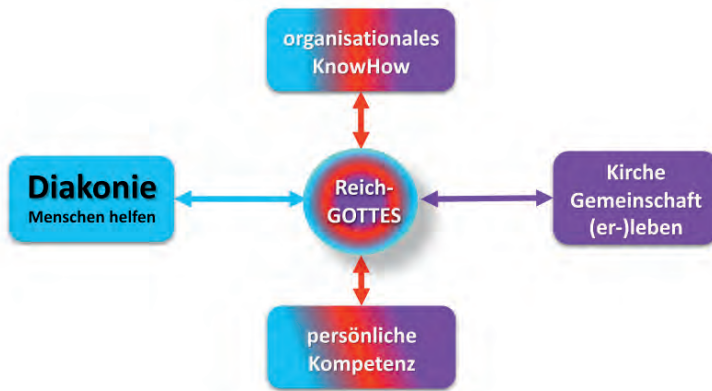 organisationales
KnowHow
Diakonie
Menschen helfen
Reich-
GOTTES
Kirche
Gemeinschaft
(er-)leben
persönliche
Kompetenz